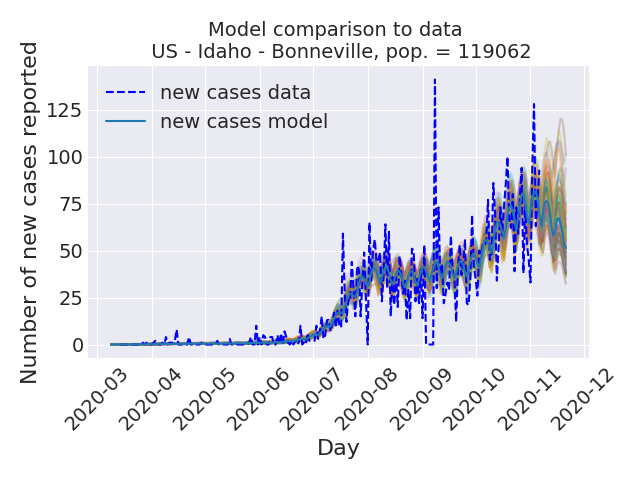 Model comparison to data
US - Idaho - Bonneville, pop. = 119062
Number of new cases reported
new cases data
new cases model
125
100
75
50
25
0
2020-03
2020-04
2020-05
2020-06
2020-07
2020-08
2020-09
2020-10
2020-11
2020-12
Day